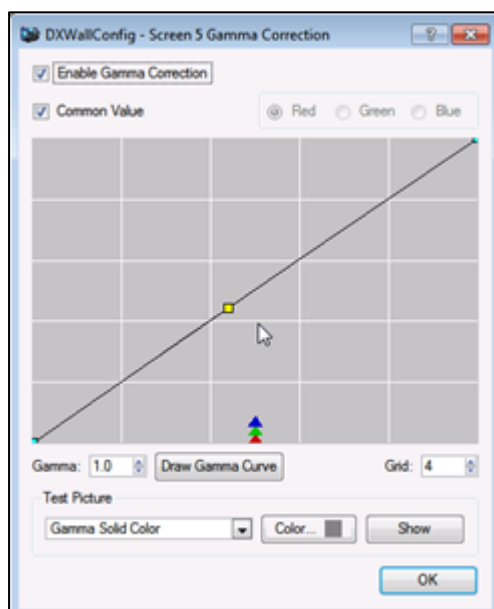 DXWallConfig - Screen 5 Gamma Correction
Enable Gamma Correction
Common Value Red Green Blue
Gamma: 1.0 Draw Gamma Curve Grid: 4
Test Picture
Gamma Solid Color Color... Show
OK